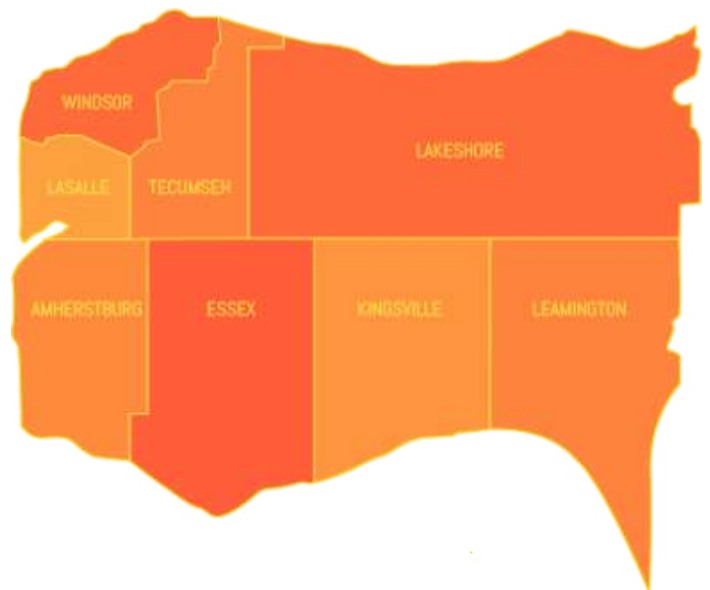 WINDSOR
LAKESHORE
LASALLE
TECUMSEH
AMHERSTBURG
ESSEX
KINGSVILLE
LEAMINGTON